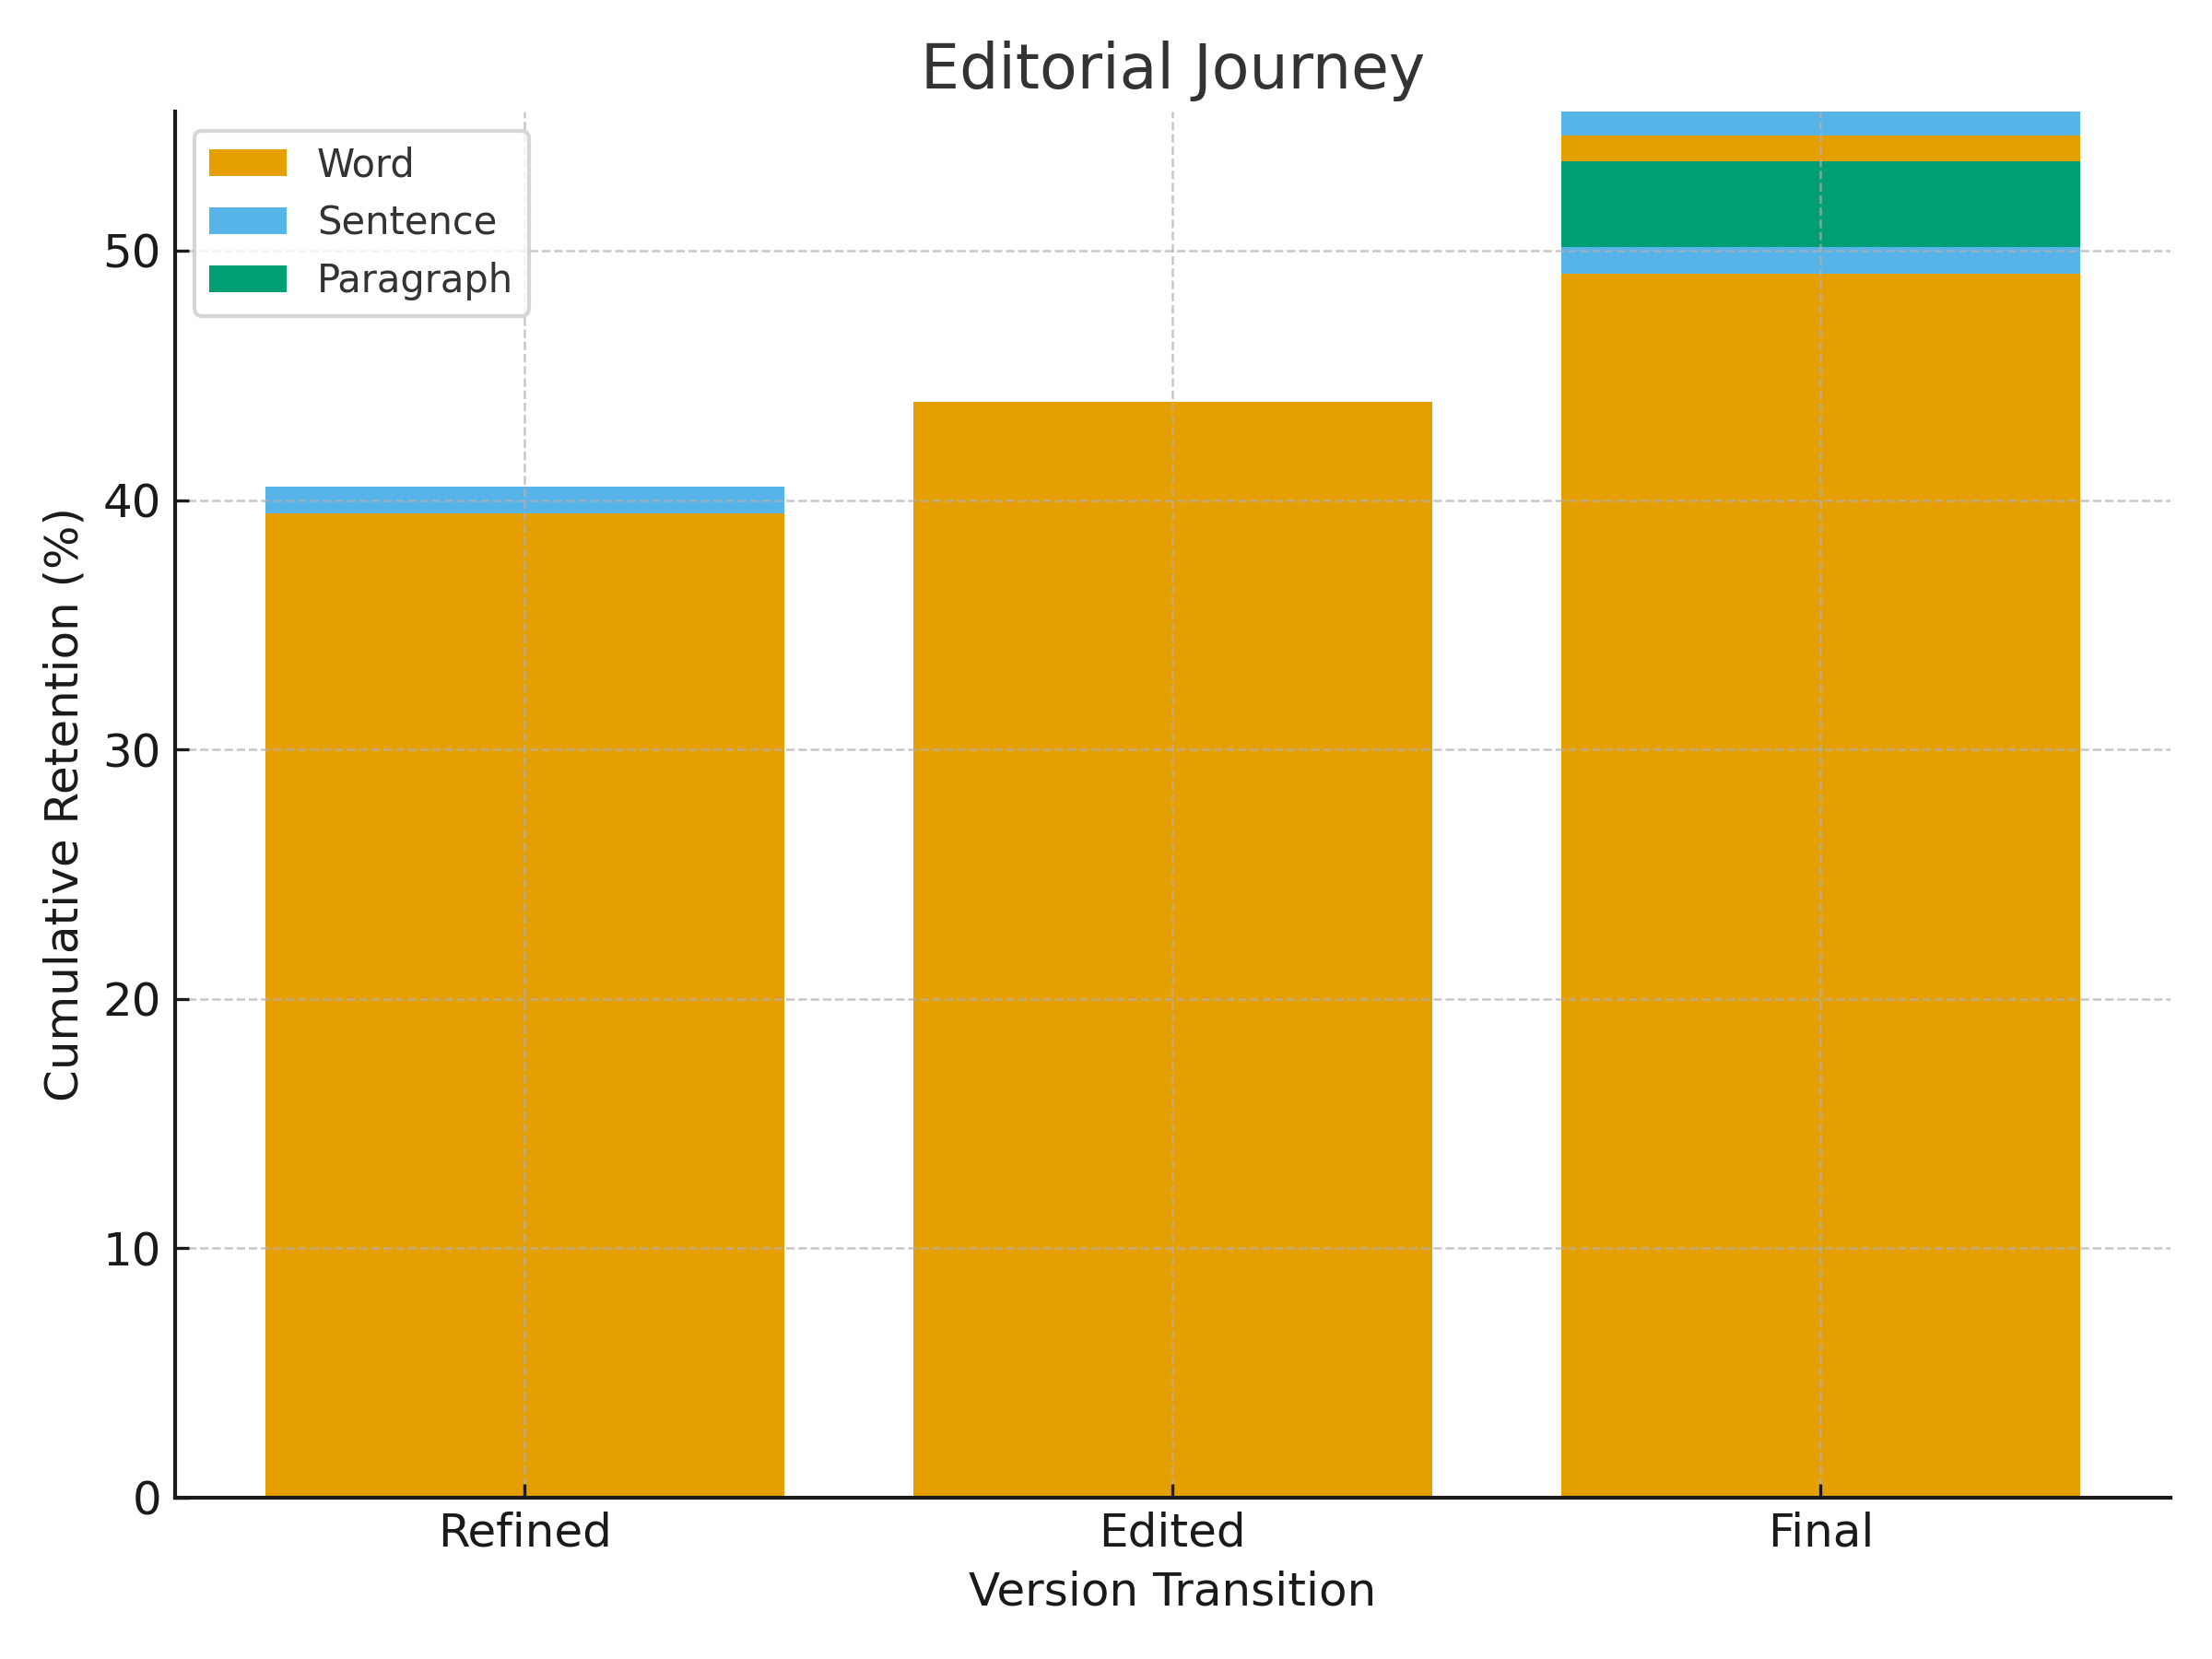 Editorial Journey
Word
Sentence
Paragraph
Cumulative Retention (%)
50
40
30
20
10
0
Refined
Edited
Final
Version Transition